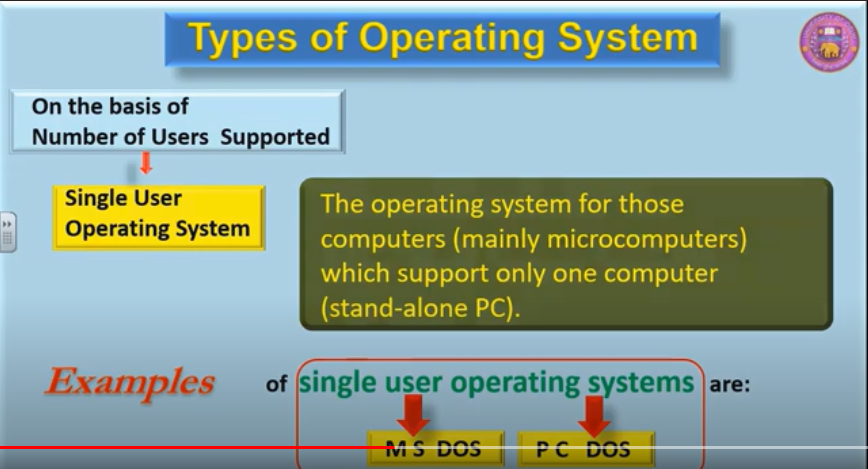 Types of Operating System
On the basis of
Number of Users Supported
Single User
Operating System
The operating system for those
computers (mainly microcomputers)
which support only one computer
(stand-alone PC).
Examples of single user operating systems are:
M S DOS P C DOS